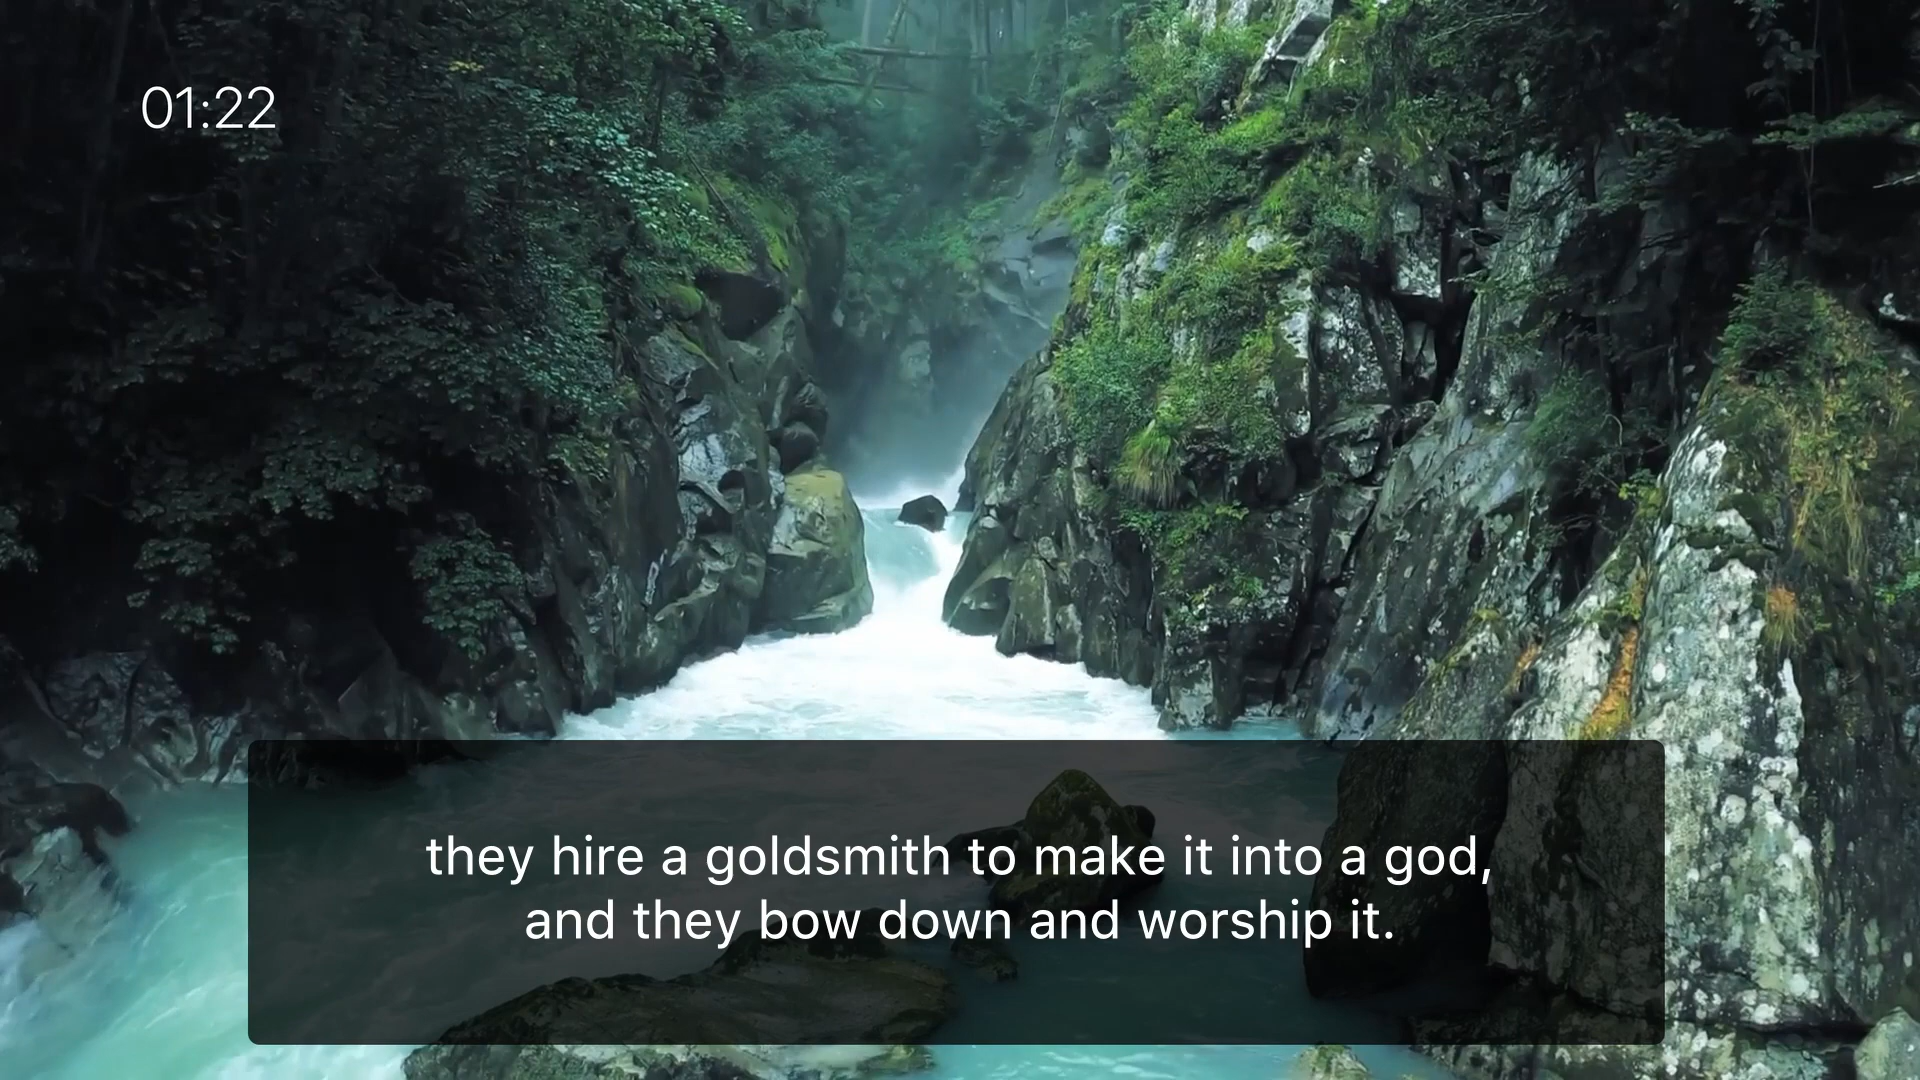 01:22
they hire a goldsmith to make it into a god,
and they bow down and worship it.